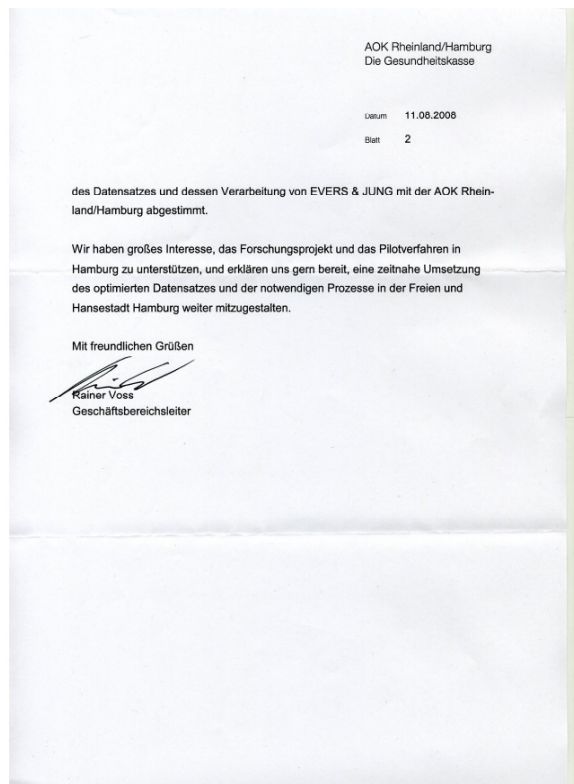 AOK Rheinland/Hamburg
Die Gesundheitskasse
Datum 11.08.2008
Blatt 2
des Datensatzes und dessen Verarbeitung von EVERS & JUNG mit der AOK Rhein-
land/Hamburg abgestimmt.
Wir haben großes Interesse, das Forschungsprojekt und das Pilotverfahren in
Hamburg zu unterstützen, und erklären uns gern bereit, eine zeitnahe Umsetzung
des optimierten Datensatzes und der notwendigen Prozesse in der Freien und
Hansestadt Hamburg weiter mitzugestalten.
Mit freundlichen Grüßen
Rainer Voss
Geschäftsbereichsleiter